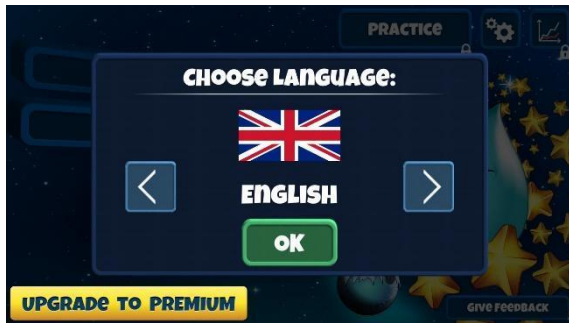 PRACTICE
CHOOSE LANGUAGE:
ENGLISH
OK
UPGRADE TO PREMIUM
GIVE FEEDBACK